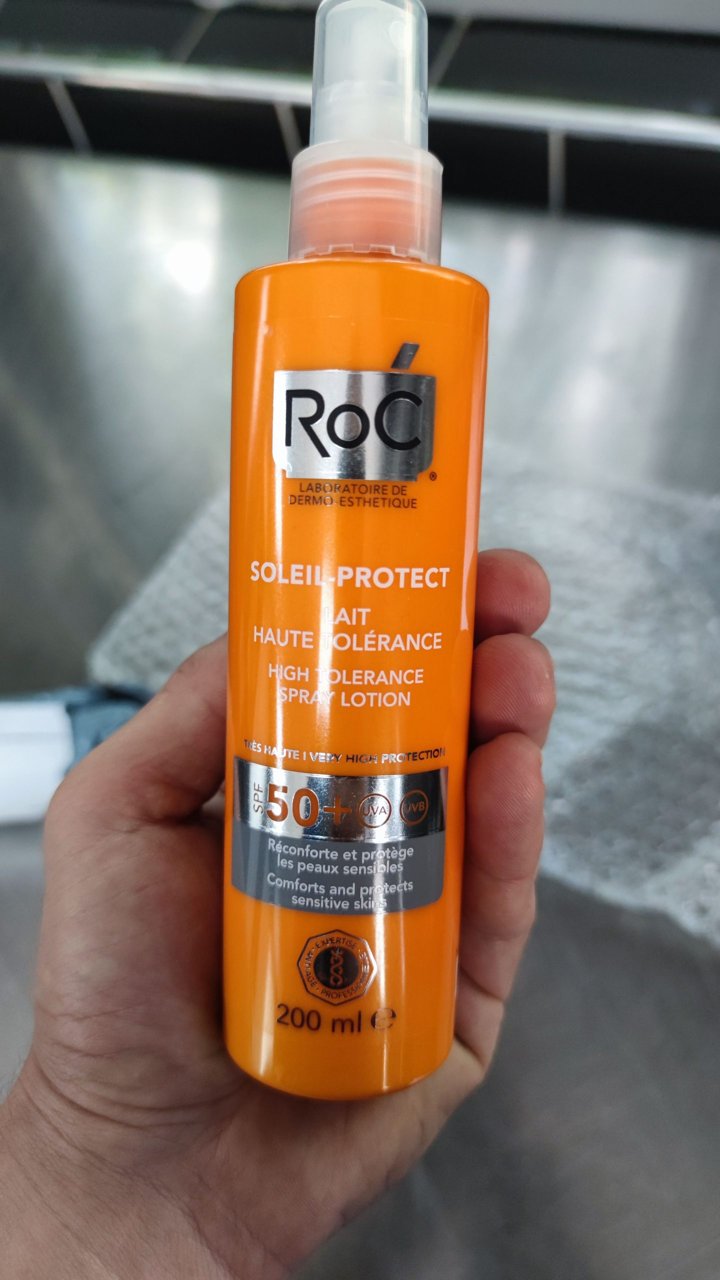 RoC
®
LABORATOIRE DE
DERMO-ESTHETIQUE
SOLEIL-PROTECT
LAIT
HAUTE TOLÉRANCE
HIGH TOLERANCE
SPRAY LOTION
TRÈS HAUTE | VERY HIGH PROTECTION
SPF 50+ UVA UVB
Réconforte et protège
les peaux sensibles
Comforts and protects
sensitive skins
EXPERTISE
200 ml ℮